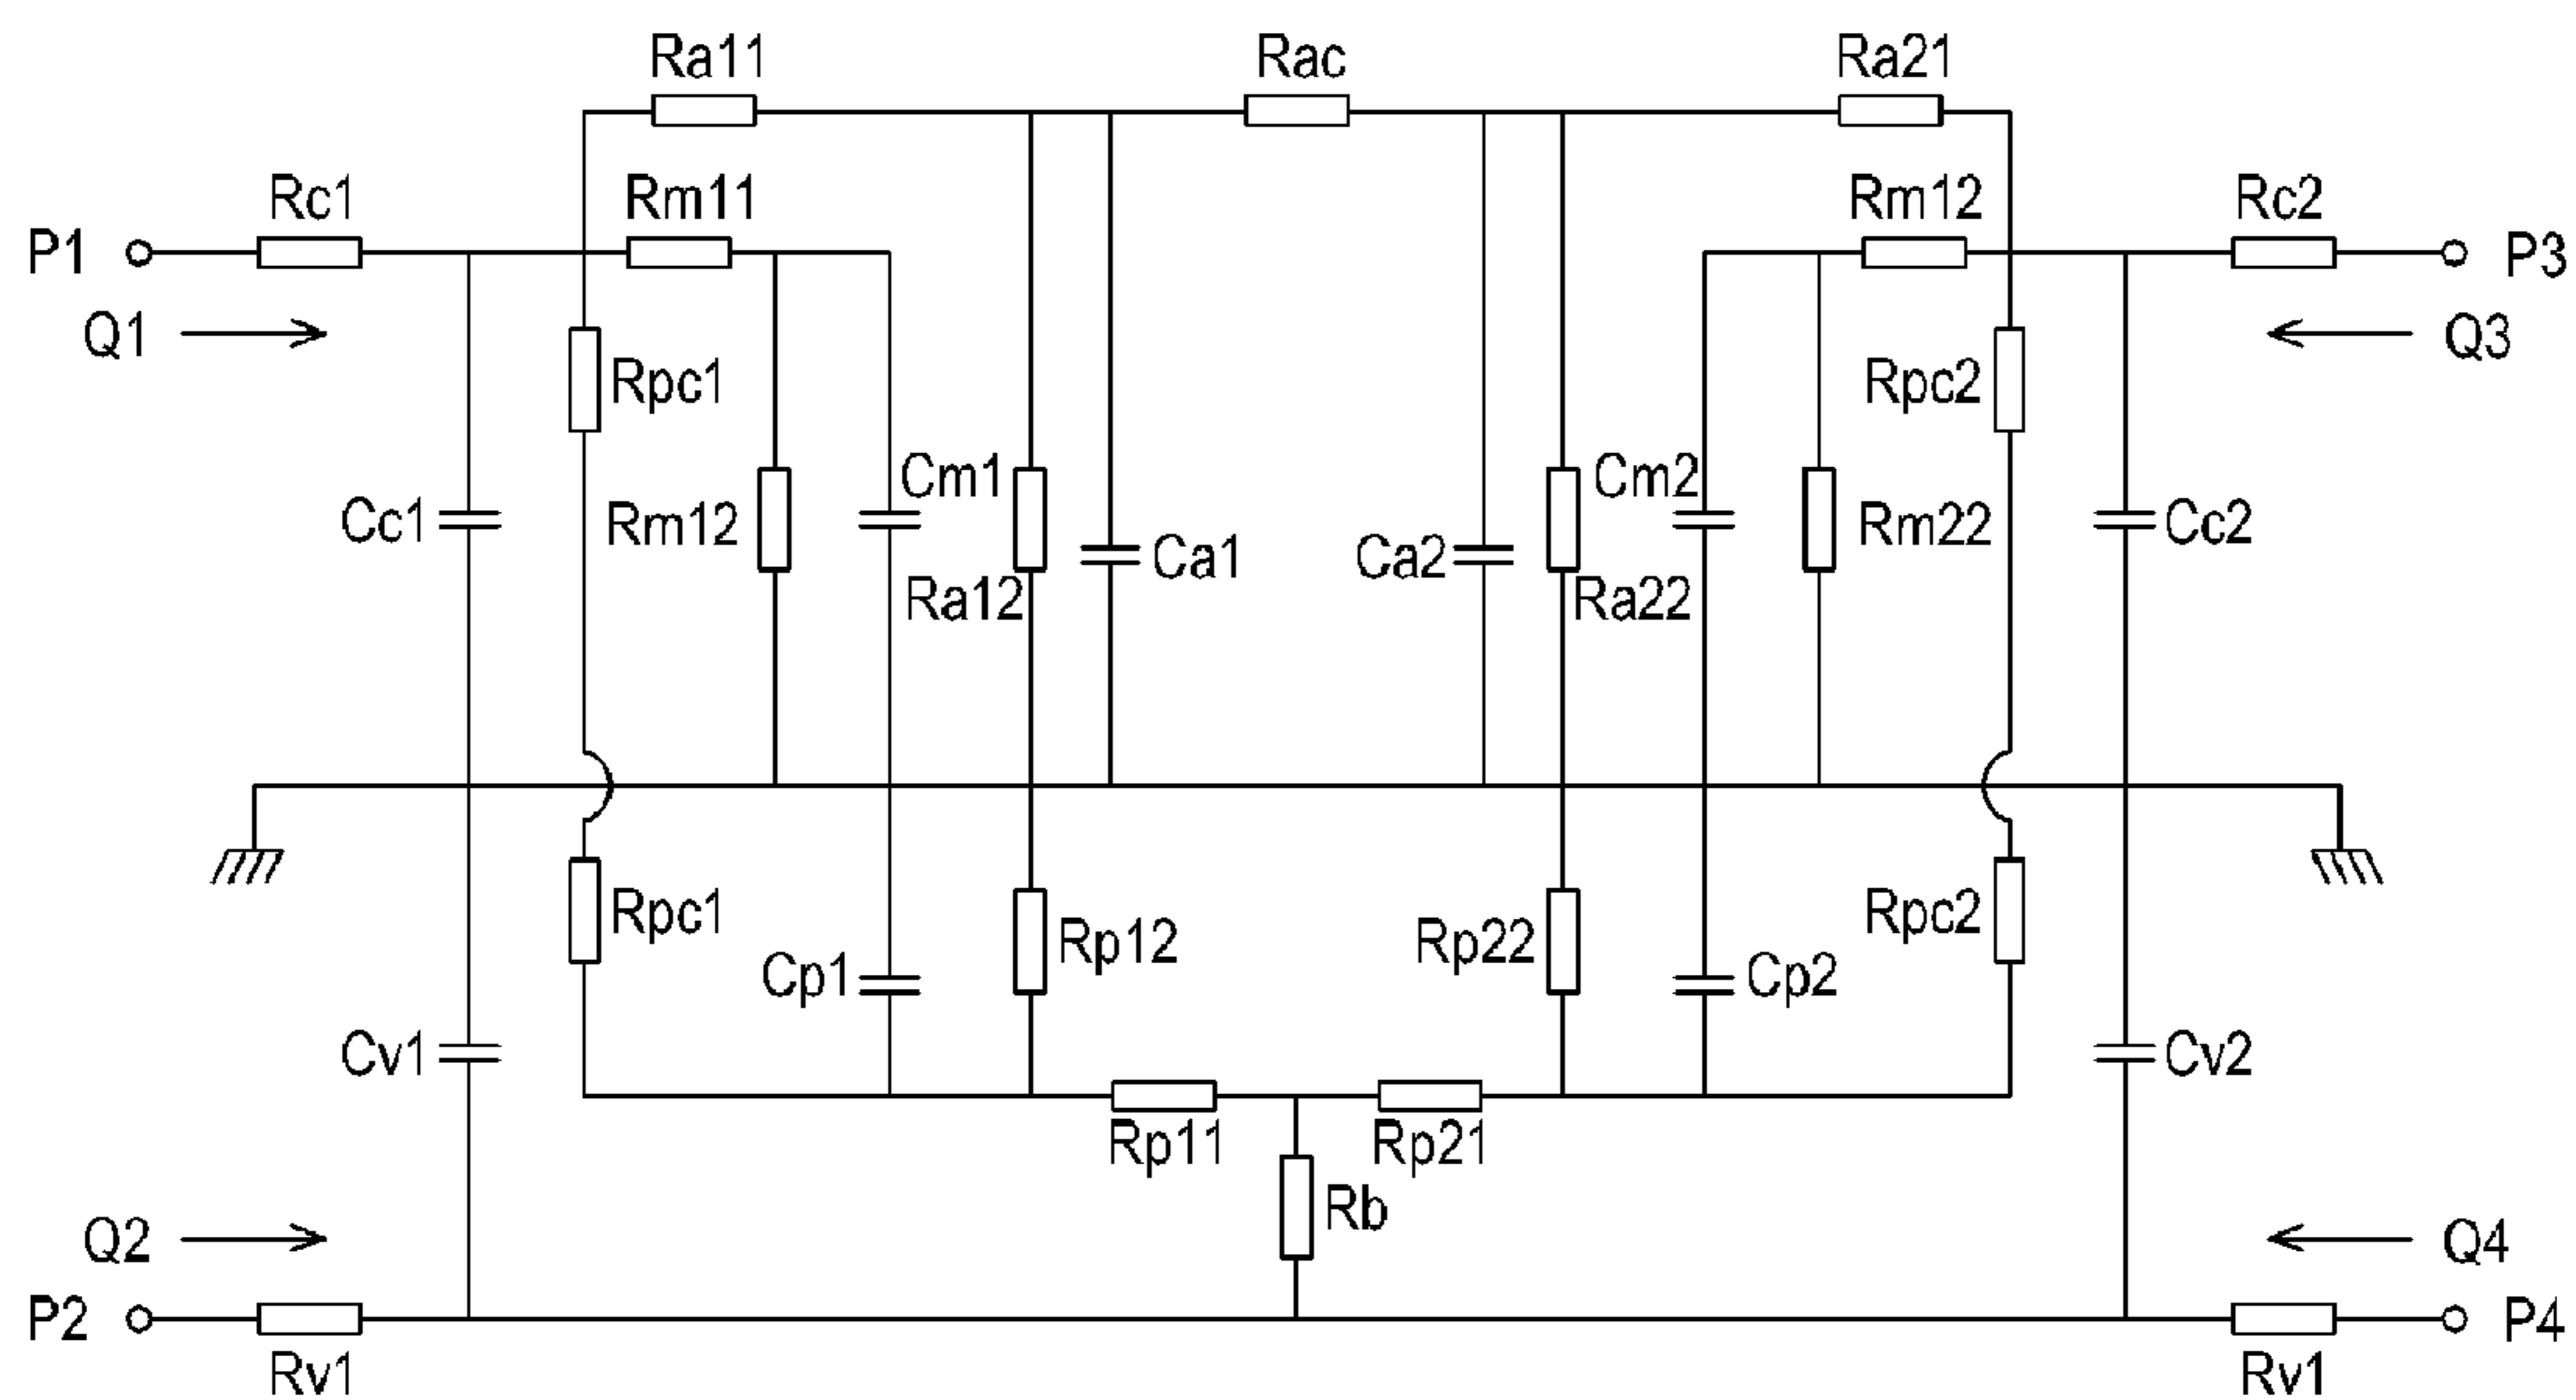 Ra11 Rac Ra21
Rc1 Rm11 Rm12 Rc2
P1 P3
Q1 Q3
Rpc1 Rpc2
Cm1 Cm2
Cc1 Rm12 Rm22 Cc2
Ca1 Ca2
Ra12 Ra22
Rpc1 Rpc2
Rp12 Rp22
Cp1 Cp2
Cv1 Cv2
Rp11 Rp21
Rb
Q2 Q4
P2 P4
Rv1 Rv1